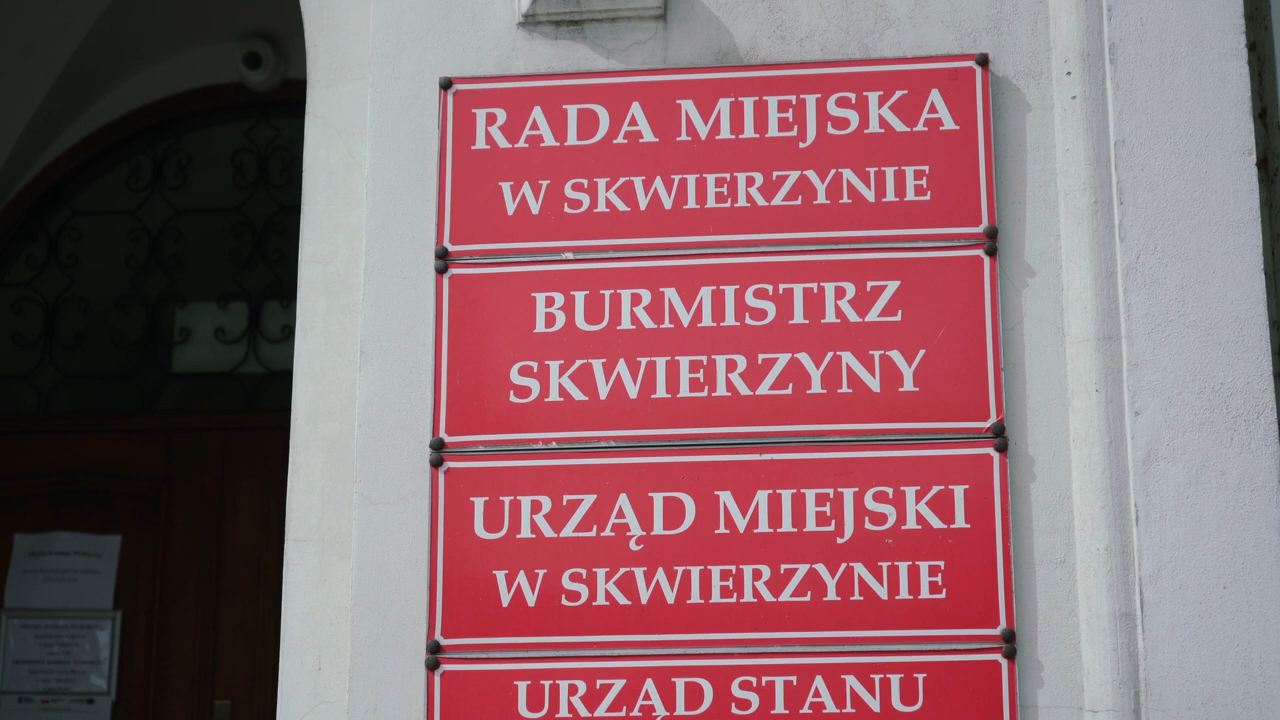 RADA MIEJSKA
W SKWIERZYNIE
BURMISTRZ
SKWIERZYNY
URZĄD MIEJSKI
W SKWIERZYNIE
URZĄD STANU